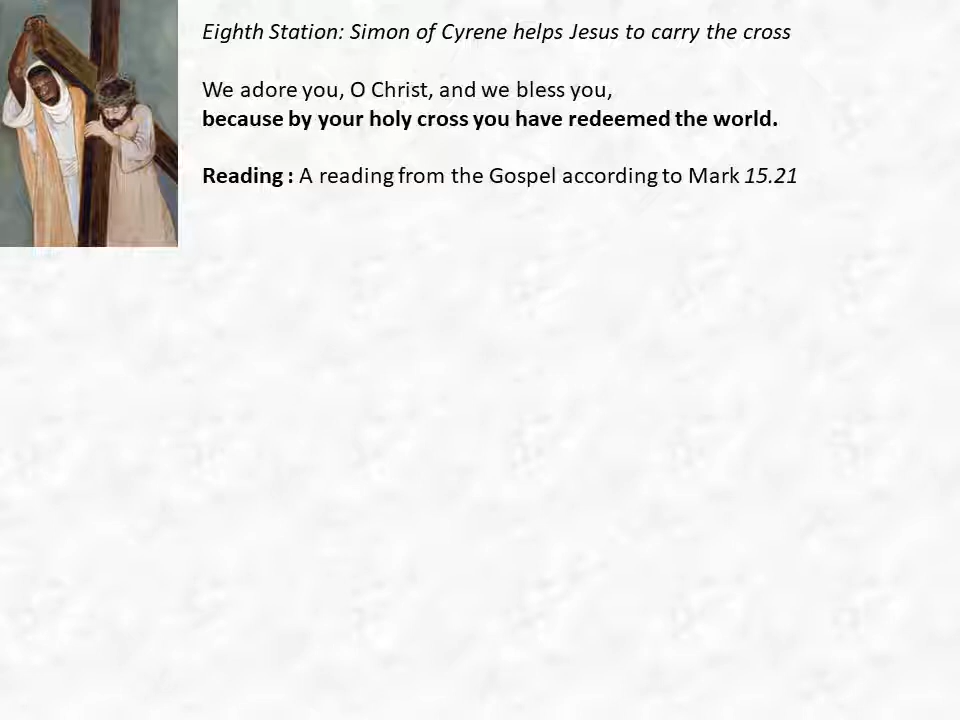 Eighth Station: Simon of Cyrene helps Jesus to carry the cross
We adore you, O Christ, and we bless you,
because by your holy cross you have redeemed the world.
Reading : A reading from the Gospel according to Mark 15.21